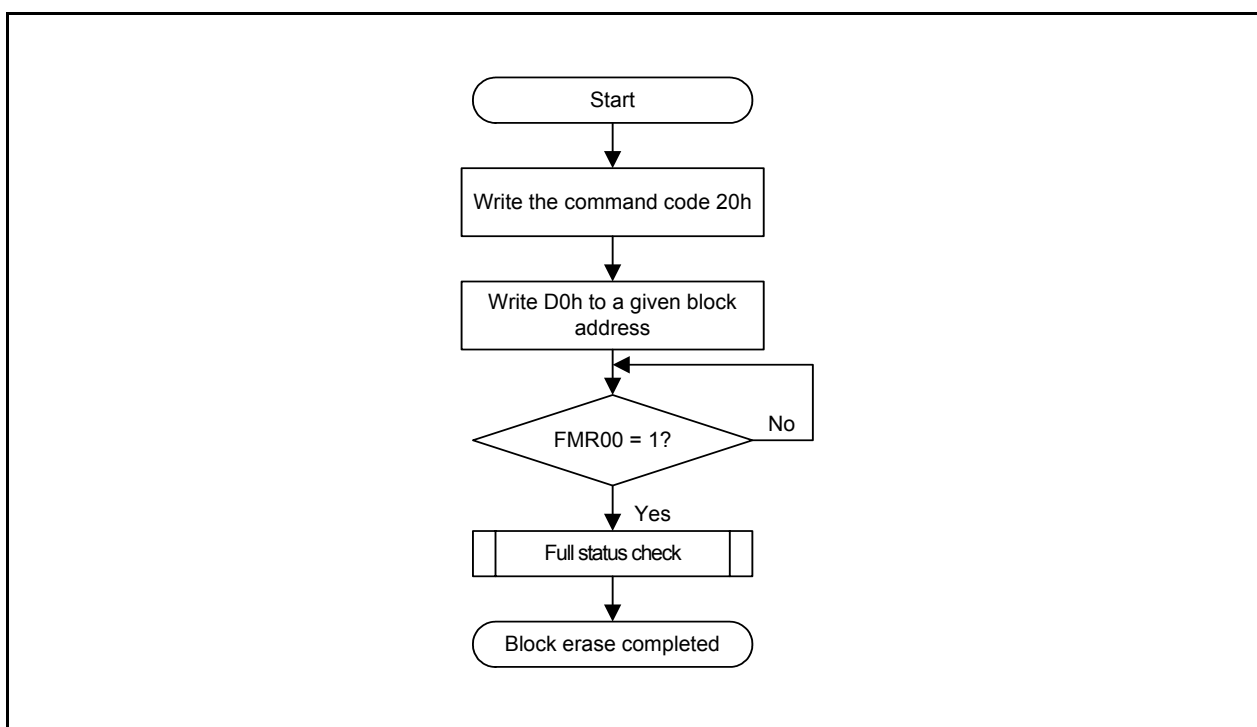 Start
Write the command code 20h
Write D0h to a given block
address
FMR00 = 1?
No
Yes
Full status check
Block erase completed